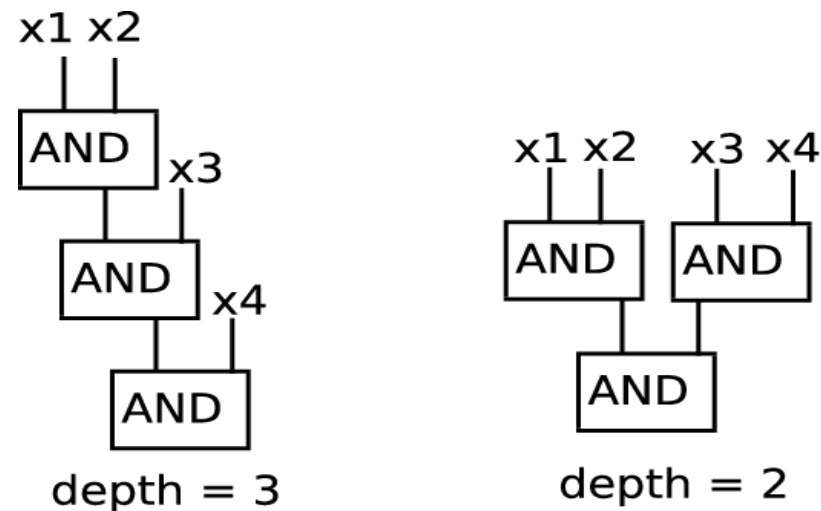 x1 x2
AND
x3
AND
x4
AND
depth = 3
x1 x2
x3 x4
AND
AND
AND
depth = 2